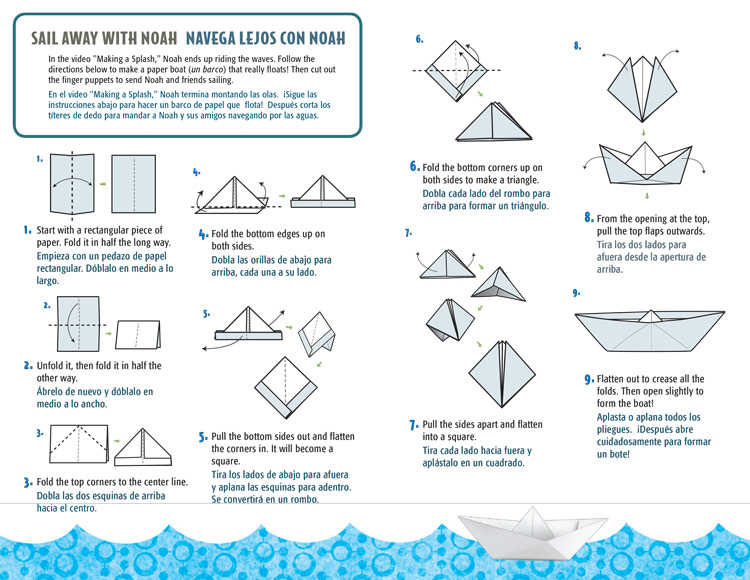 SAIL AWAY WITH NOAH NAVEGA LEJOS CON NOAH
In the video "Making a Splash," Noah ends up riding the waves. Follow the
directions below to make a paper boat (un barco) that really floats! Then cut out
the finger puppets to send Noah and friends sailing.
En el video "Making a Splash," Noah termina montando las olas. ¡Sigue las
instrucciones abajo para hacer un barco de papel que flota! Después corta los
títeres de dedo para mandar a Noah y sus amigos navegando por las aguas.
1.
1. Start with a rectangular piece of
paper. Fold it in half the long way.
Empieza con un pedazo de papel
rectangular. Dóblalo en medio a lo
largo.
2.
2. Unfold it, then fold it in half the
other way.
Ábrelo de nuevo y dóblalo en
medio a lo ancho.
3.
3. Fold the top corners to the center line.
Dobla las dos esquinas de arriba
hacia el centro.
4.
4. Fold the bottom edges up on
both sides.
Dobla las orillas de abajo para
arriba, cada una a su lado.
5.
5. Pull the bottom sides out and flatten
the corners in. It will become a
square.
Tira los lados de abajo para afuera
y aplana las esquinas para adentro.
Se convertirá en un rombo.
6.
6. Fold the bottom corners up on
both sides to make a triangle.
Dobla cada lado del rombo para
arriba para formar un triángulo.
7.
7. Pull the sides apart and flatten
into a square.
Tira cada lado hacia fuera y
aplástalo en un cuadrado.
8.
8. From the opening at the top,
pull the top flaps outwards.
Tira los dos lados para
afuera desde la apertura de
arriba.
9.
9. Flatten out to crease all the
folds. Then open slightly to
form the boat!
Aplasta o aplana todos los
pliegues. ¡Después abre
cuidadosamente para formar
un bote!